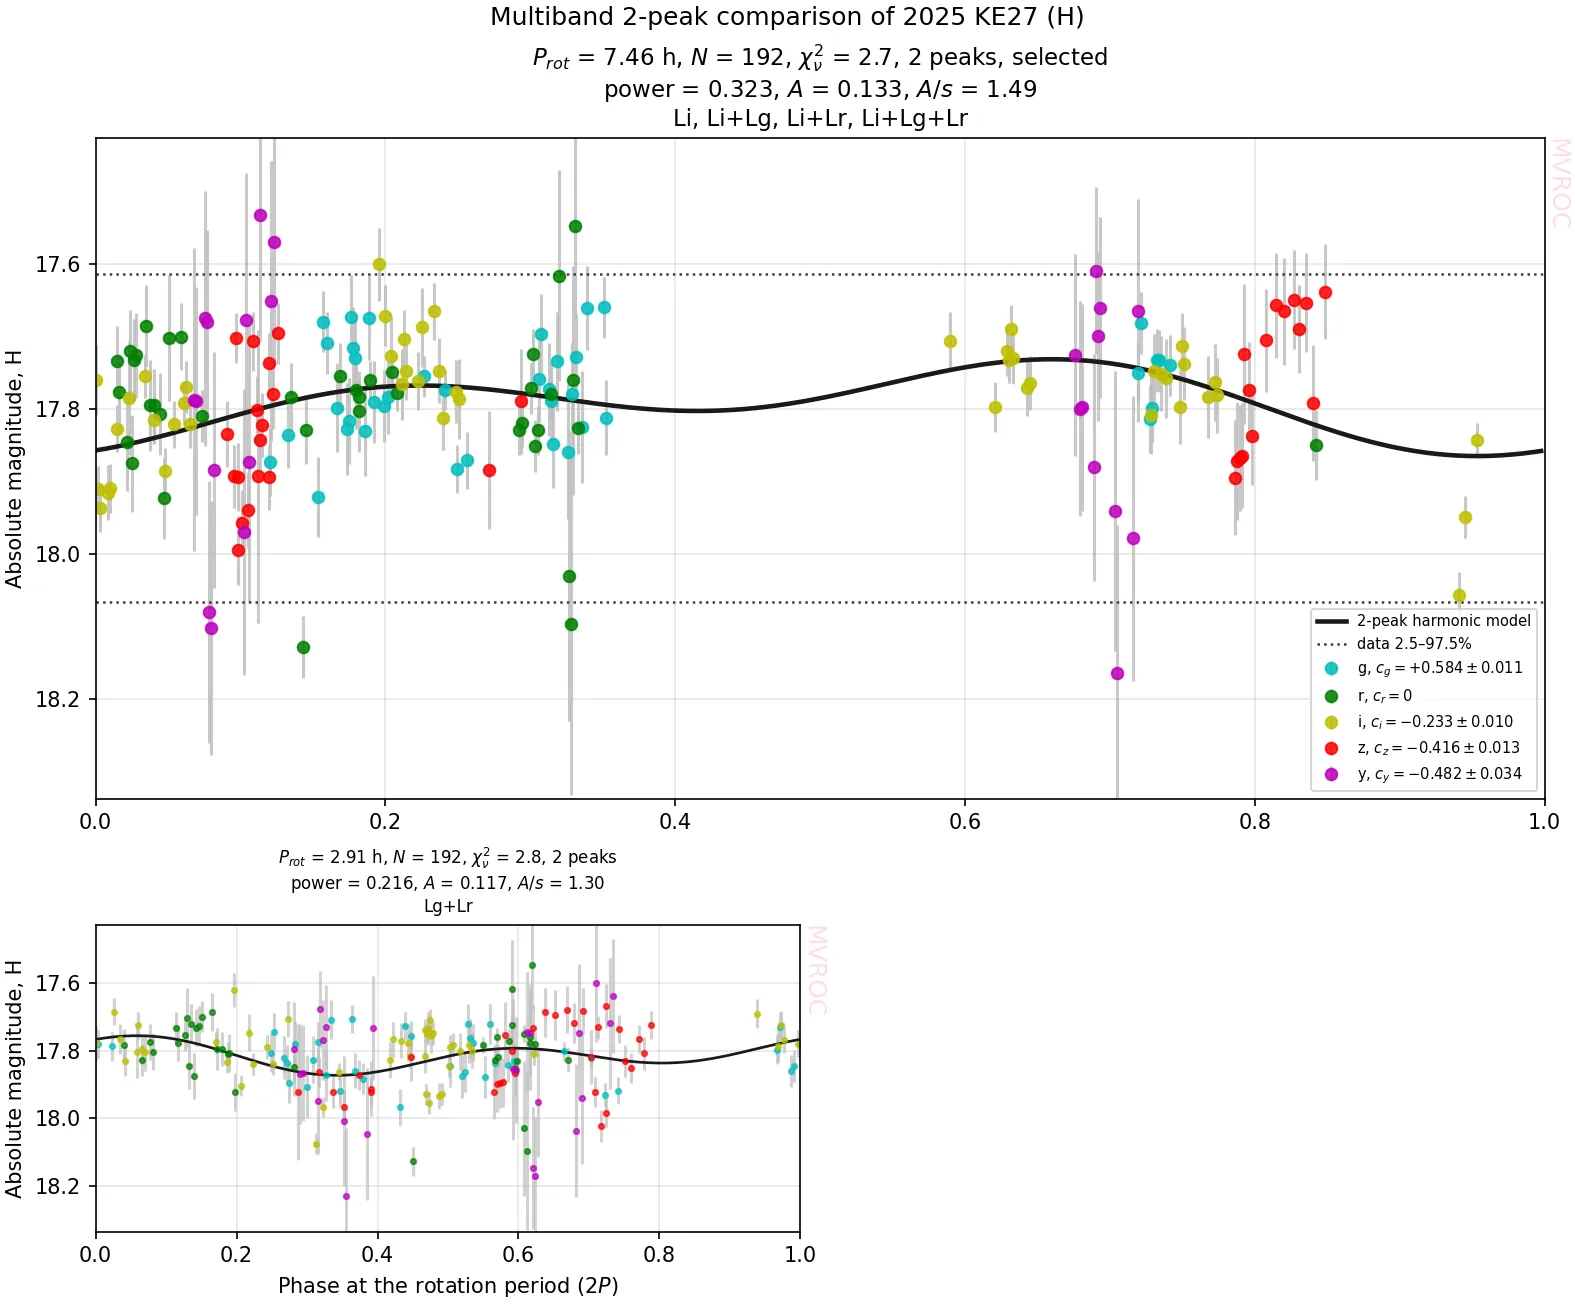 Multiband 2-peak comparison of 2025 KE27 (H)
P_rot = 7.46 h, N = 192, χ²_ν = 2.7, 2 peaks, selected
power = 0.323, A = 0.133, A/s = 1.49
Li, Li+Lg, Li+Lr, Li+Lg+Lr
MVROC
Absolute magnitude, H
17.6
17.8
18.0
18.2
2-peak harmonic model
data 2.5–97.5%
g, c_g = +0.584 ± 0.011
r, c_r = 0
i, c_i = −0.233 ± 0.010
z, c_z = −0.416 ± 0.013
y, c_y = −0.482 ± 0.034
0.0 0.2 0.4 0.6 0.8 1.0
P_rot = 2.91 h, N = 192, χ²_ν = 2.8, 2 peaks
power = 0.216, A = 0.117, A/s = 1.30
Lg+Lr
MVROC
Absolute magnitude, H
17.6
17.8
18.0
18.2
0.0 0.2 0.4 0.6 0.8 1.0
Phase at the rotation period (2P)